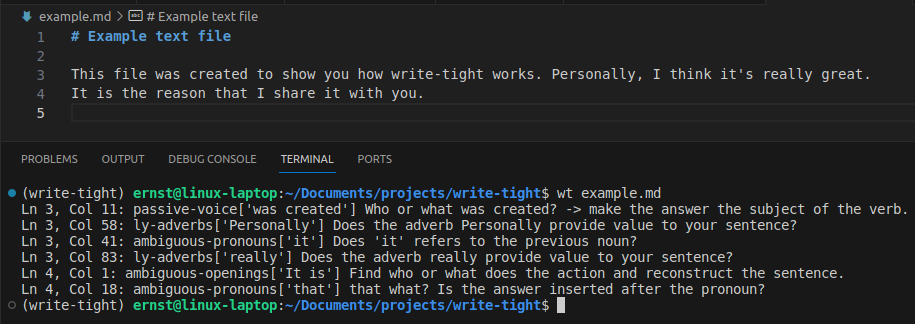 example.md > # Example text file
1 # Example text file
2
3 This file was created to show you how write-tight works. Personally, I think it's really great.
4 It is the reason that I share it with you.
5
PROBLEMS OUTPUT DEBUG CONSOLE TERMINAL PORTS
(write-tight) ernst@linux-laptop:~/Documents/projects/write-tight$ wt example.md
Ln 3, Col 11: passive-voice['was created'] Who or what was created? -> make the answer the subject of the verb.
Ln 3, Col 58: ly-adverbs['Personally'] Does the adverb Personally provide value to your sentence?
Ln 3, Col 41: ambiguous-pronouns['it'] Does 'it' refers to the previous noun?
Ln 3, Col 83: ly-adverbs['really'] Does the adverb really provide value to your sentence?
Ln 4, Col 1: ambiguous-openings['It is'] Find who or what does the action and reconstruct the sentence.
Ln 4, Col 18: ambiguous-pronouns['that'] that what? Is the answer inserted after the pronoun?
(write-tight) ernst@linux-laptop:~/Documents/projects/write-tight$